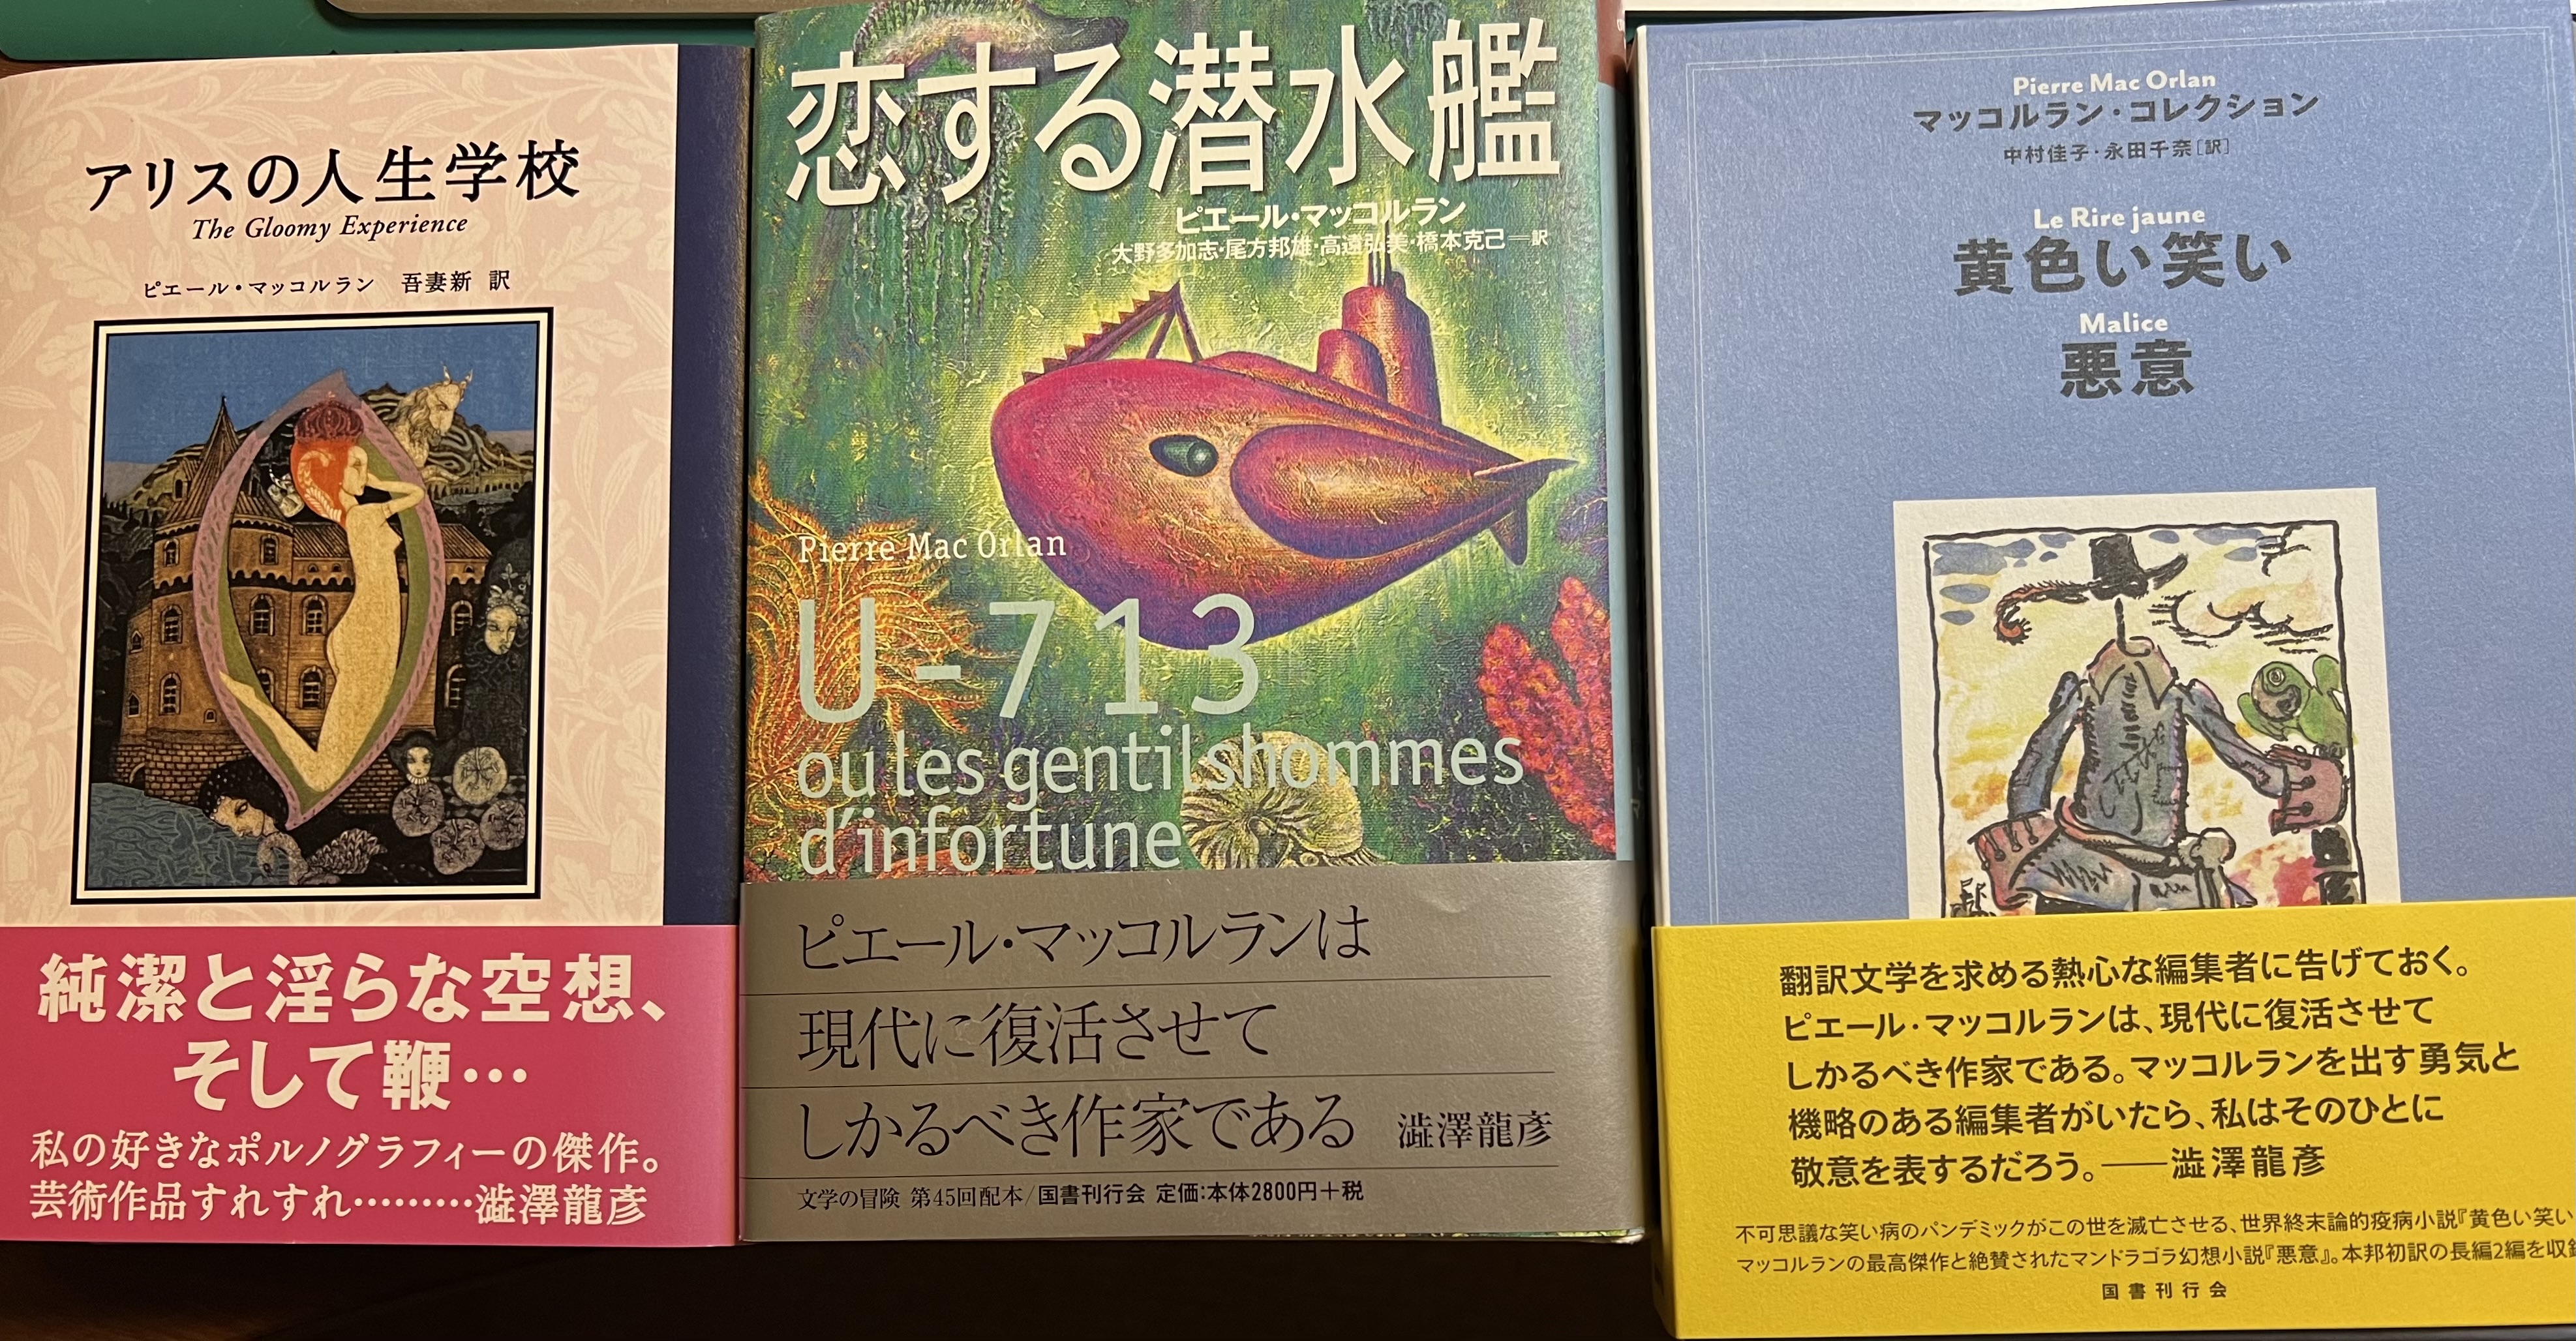 アリスの人生学校
The Gloomy Experience
ピエール・マッコルラン 吾妻新 訳
純潔と淫らな空想、
そして鞭…
私の好きなポルノグラフィーの傑作。
芸術作品すれすれ………澁澤龍彦
恋する潜水艦
ピエール・マッコルラン
大野多加志・尾方邦雄・高遠弘美・橋本克己―訳
Pierre Mac Orlan
U-713
ou les gentilshommes
d'infortune
ピエール・マッコルランは
現代に復活させて
しかるべき作家である 澁澤龍彦
文学の冒険 第45回配本/国書刊行会 定価:本体2800円+税
Pierre Mac Orlan
マッコルラン・コレクション
中村佳子・永田千奈[訳]
Le Rire jaune
黄色い笑い
Malice
悪意
翻訳文学を求める熱心な編集者に告げておく。
ピエール・マッコルランは、現代に復活させて
しかるべき作家である。マッコルランを出す勇気と
機略のある編集者がいたら、私はそのひとに
敬意を表するだろう。――澁澤龍彦
不可思議な笑い病のパンデミックがこの世を滅亡させる、世界終末論的疫病小説『黄色い笑い
マッコルランの最高傑作と絶賛されたマンドラゴラ幻想小説『悪意』。本邦初訳の長編2編を収
国書刊行会